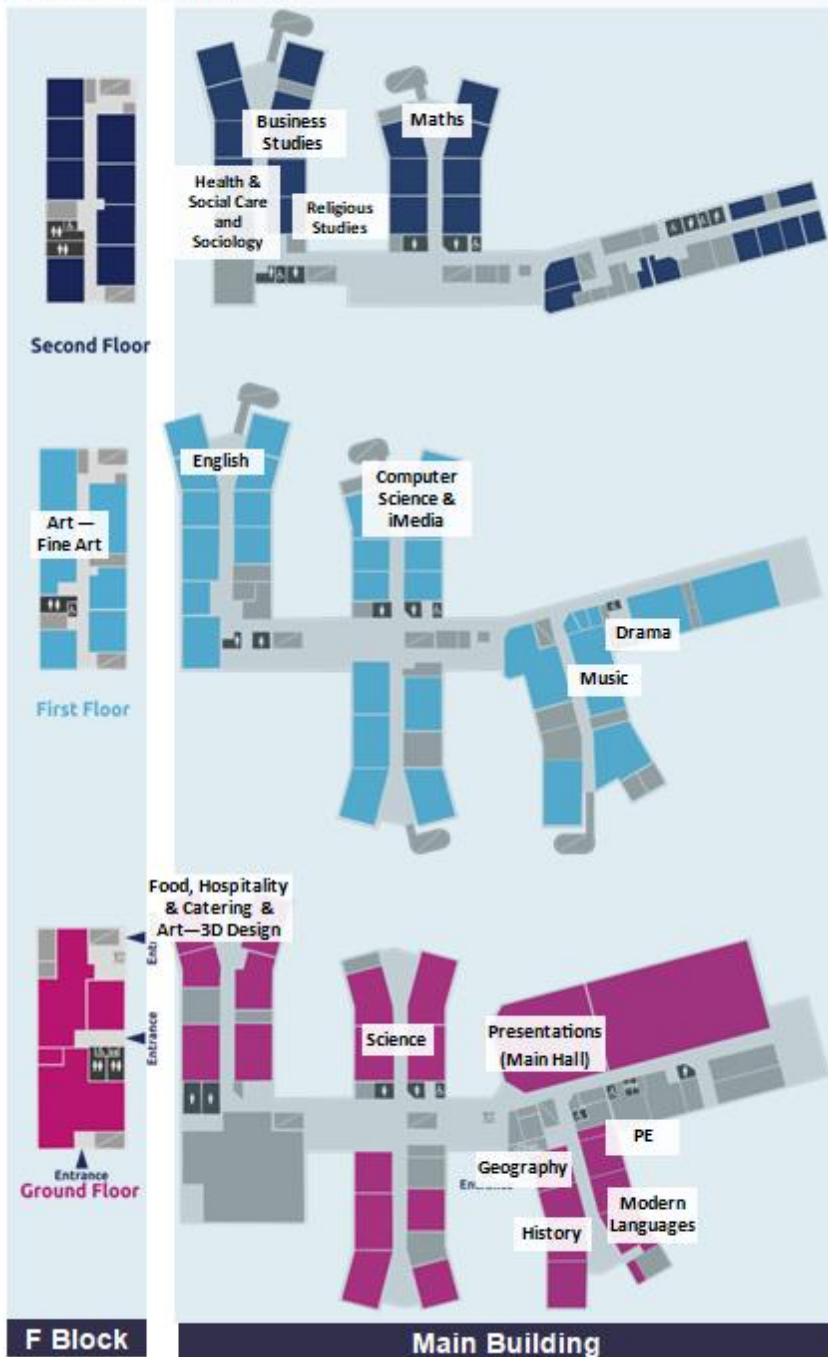 Business
Studies
Maths
Health &
Social Care
and
Sociology
Religious
Studies
Second Floor
English
Computer
Science &
iMedia
Art —
Fine Art
Drama
Music
First Floor
Food, Hospitality
& Catering &
Art—3D Design
Entrance
Science
Presentations
(Main Hall)
PE
Geography
Modern
Languages
History
Entrance
Ground Floor
F Block
Main Building